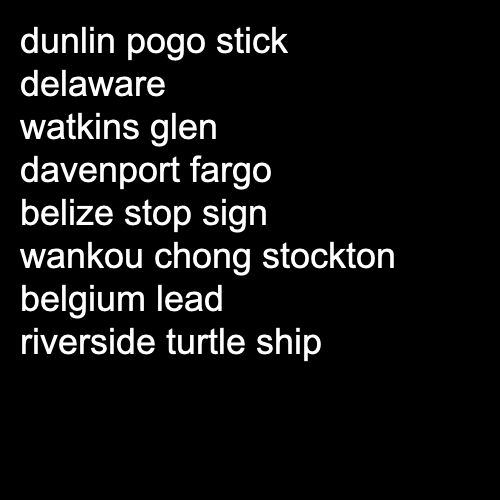 dunlin pogo stick
delaware
watkins glen
davenport fargo
belize stop sign
wankou chong stockton
belgium lead
riverside turtle ship